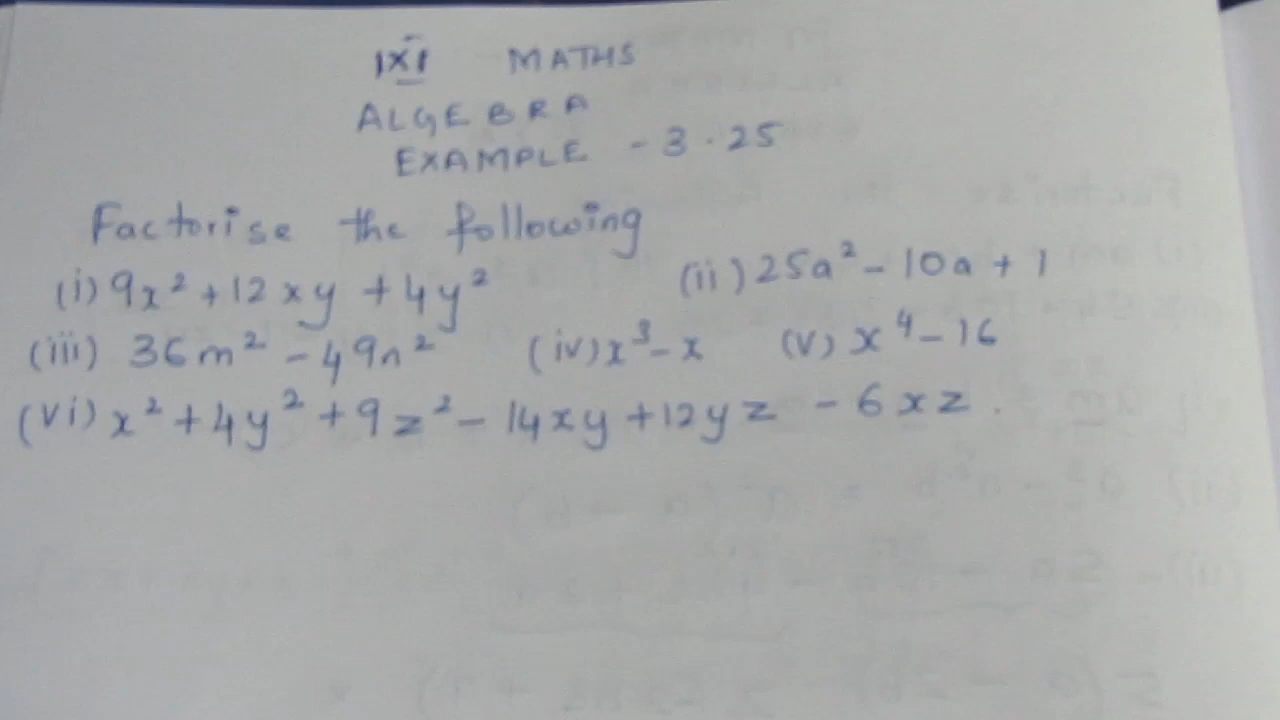 IX MATHS
ALGEBRA
EXAMPLE - 3.25
Factorise the following
(i) 9x² + 12xy + 4y² (ii) 25a² - 10a + 1
(iii) 36m² - 49n² (iv) x³ - x (v) x⁴ - 16
(vi) x² + 4y² + 9z² - 14xy + 12yz - 6xz.